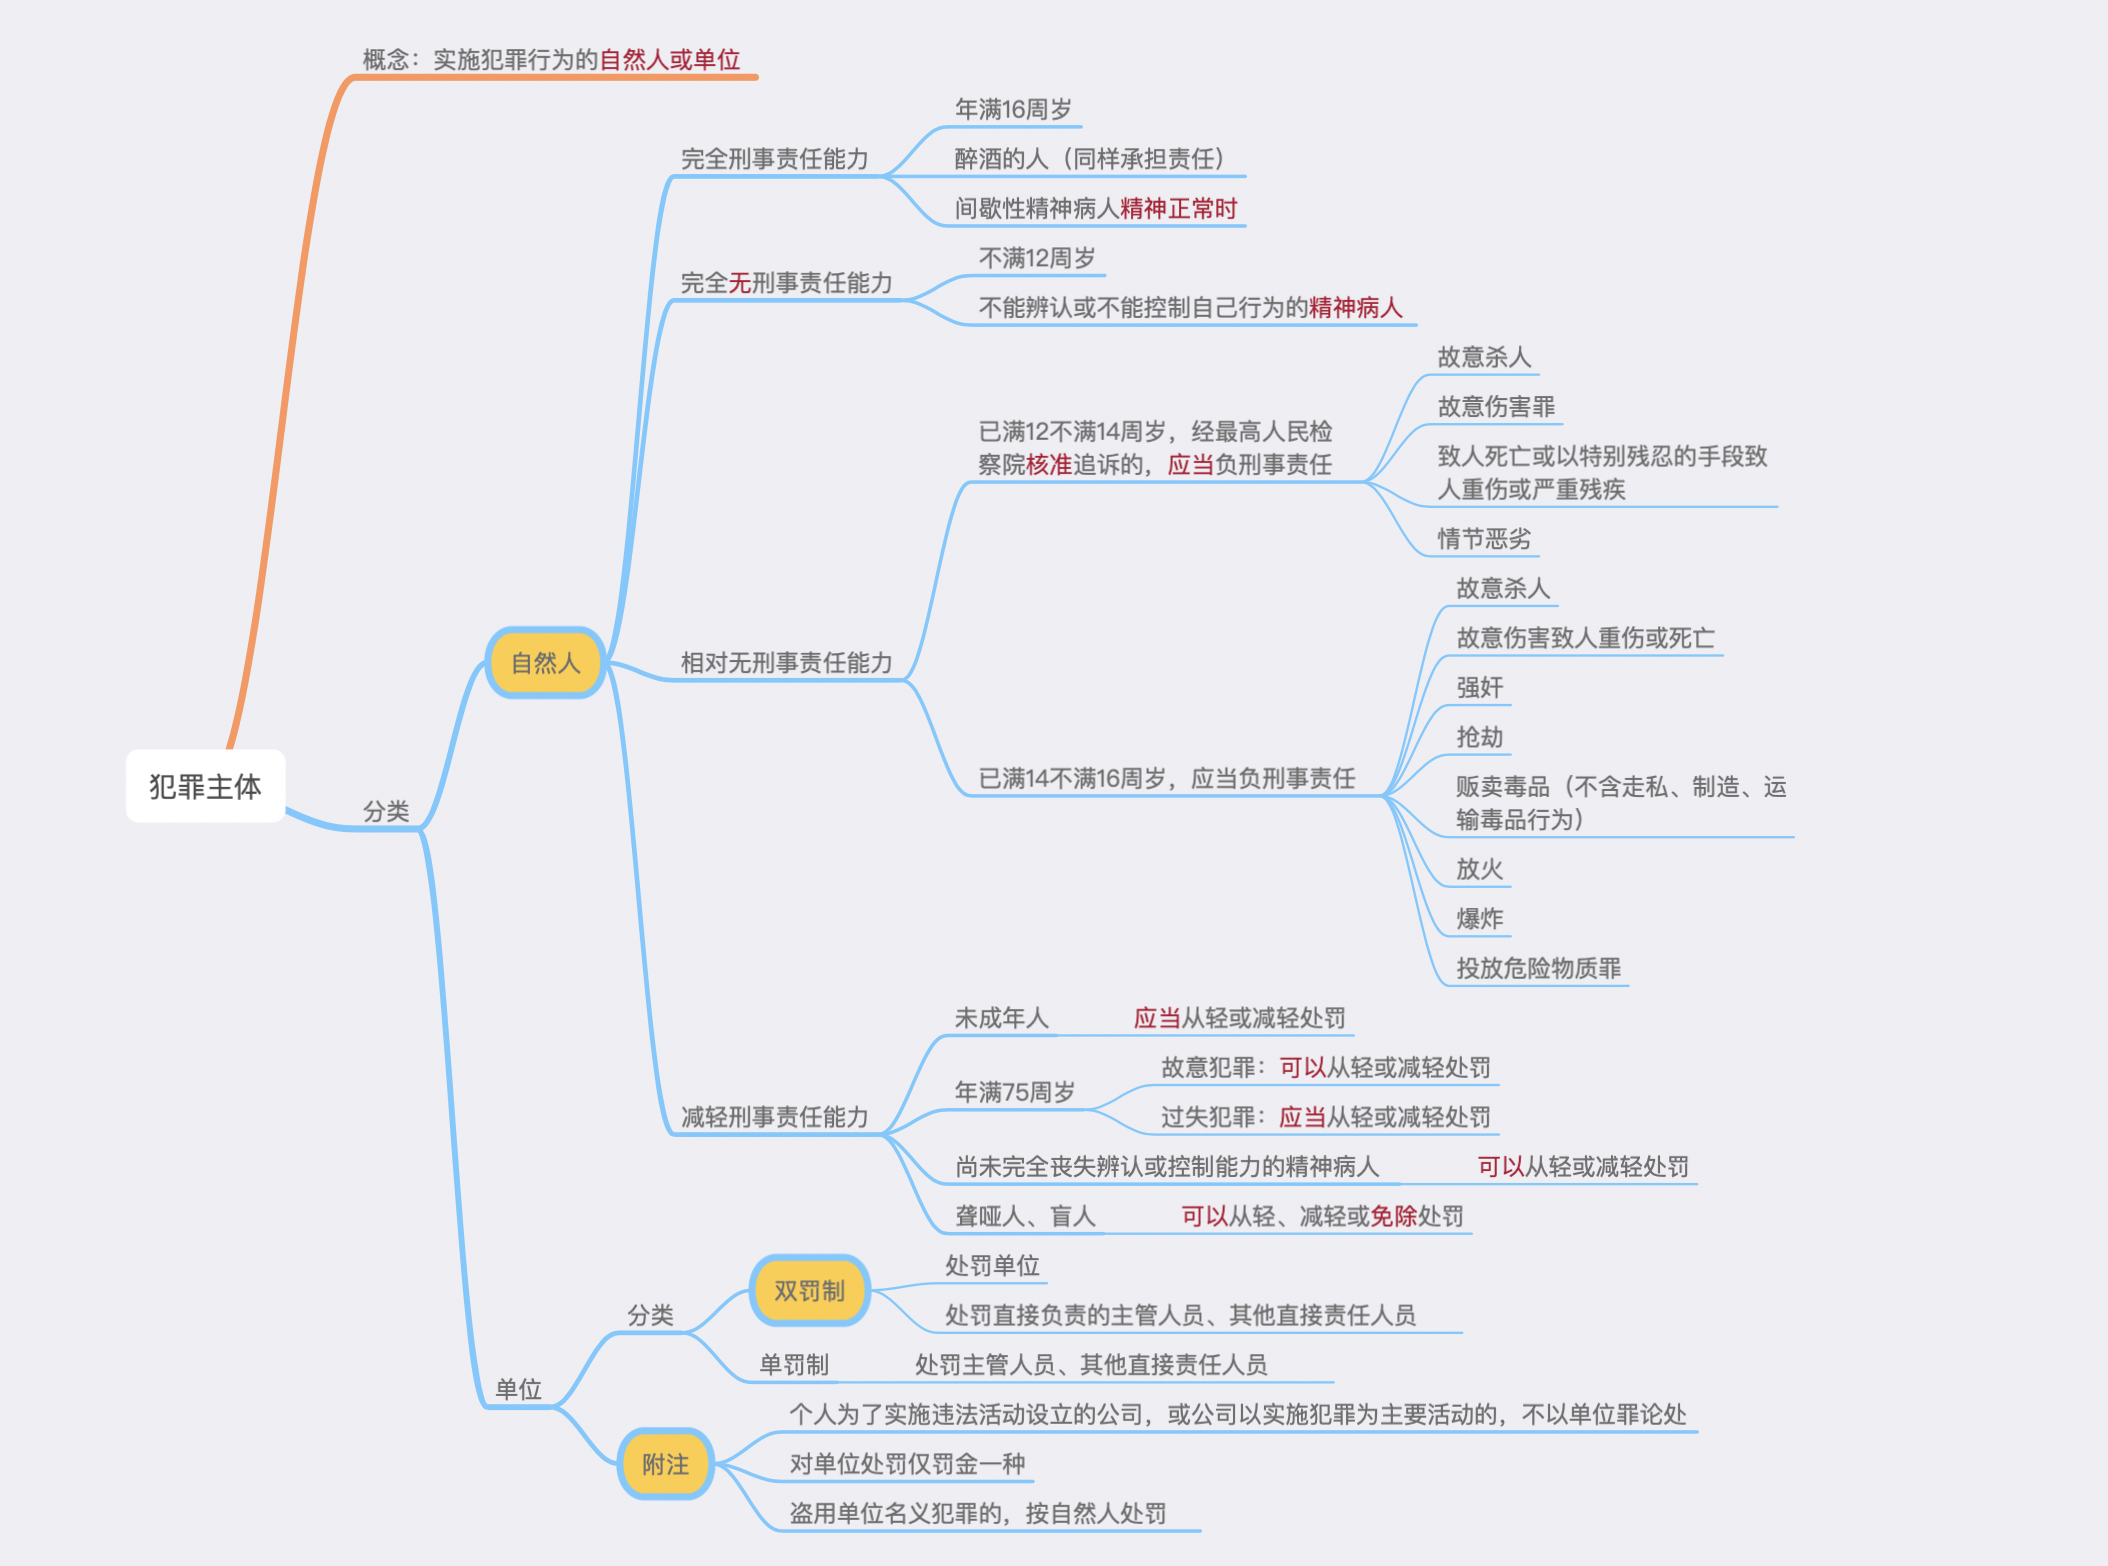 概念：实施犯罪行为的自然人或单位
年满16周岁
完全刑事责任能力
醉酒的人（同样承担责任）
间歇性精神病人精神正常时
不满12周岁
完全无刑事责任能力
不能辨认或不能控制自己行为的精神病人
故意杀人
故意伤害罪
已满12不满14周岁，经最高人民检
察院核准追诉的，应当负刑事责任
致人死亡或以特别残忍的手段致
人重伤或严重残疾
情节恶劣
故意杀人
故意伤害致人重伤或死亡
自然人
相对无刑事责任能力
强奸
抢劫
已满14不满16周岁，应当负刑事责任
贩卖毒品（不含走私、制造、运
输毒品行为）
犯罪主体
分类
放火
爆炸
投放危险物质罪
未成年人
应当从轻或减轻处罚
故意犯罪：可以从轻或减轻处罚
年满75周岁
过失犯罪：应当从轻或减轻处罚
减轻刑事责任能力
尚未完全丧失辨认或控制能力的精神病人
可以从轻或减轻处罚
聋哑人、盲人
可以从轻、减轻或免除处罚
处罚单位
双罚制
分类
处罚直接负责的主管人员、其他直接责任人员
单罚制
处罚主管人员、其他直接责任人员
单位
个人为了实施违法活动设立的公司，或公司以实施犯罪为主要活动的，不以单位罪论处
附注
对单位处罚仅罚金一种
盗用单位名义犯罪的，按自然人处罚